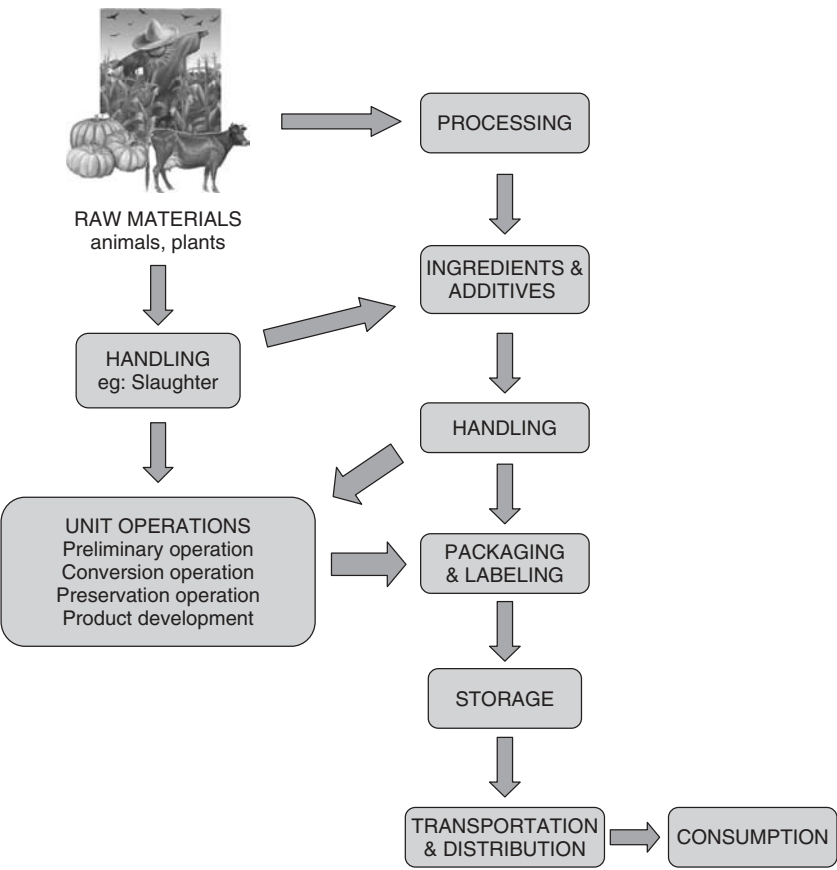 PROCESSING
RAW MATERIALS
animals, plants
INGREDIENTS &
ADDITIVES
HANDLING
eg: Slaughter
HANDLING
UNIT OPERATIONS
Preliminary operation
Conversion operation
Preservation operation
Product development
PACKAGING
& LABELING
STORAGE
TRANSPORTATION
& DISTRIBUTION
CONSUMPTION